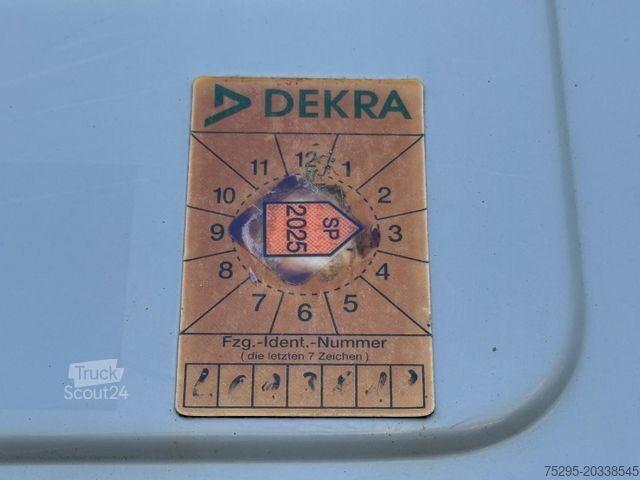 DEKRA
11 12 1
10 2
9 SP 2025 3
8 4
7 6 5
Fzg.-Ident.-Nummer
(die letzten 7 Zeichen)
Truck
Scout24
75295-20338545